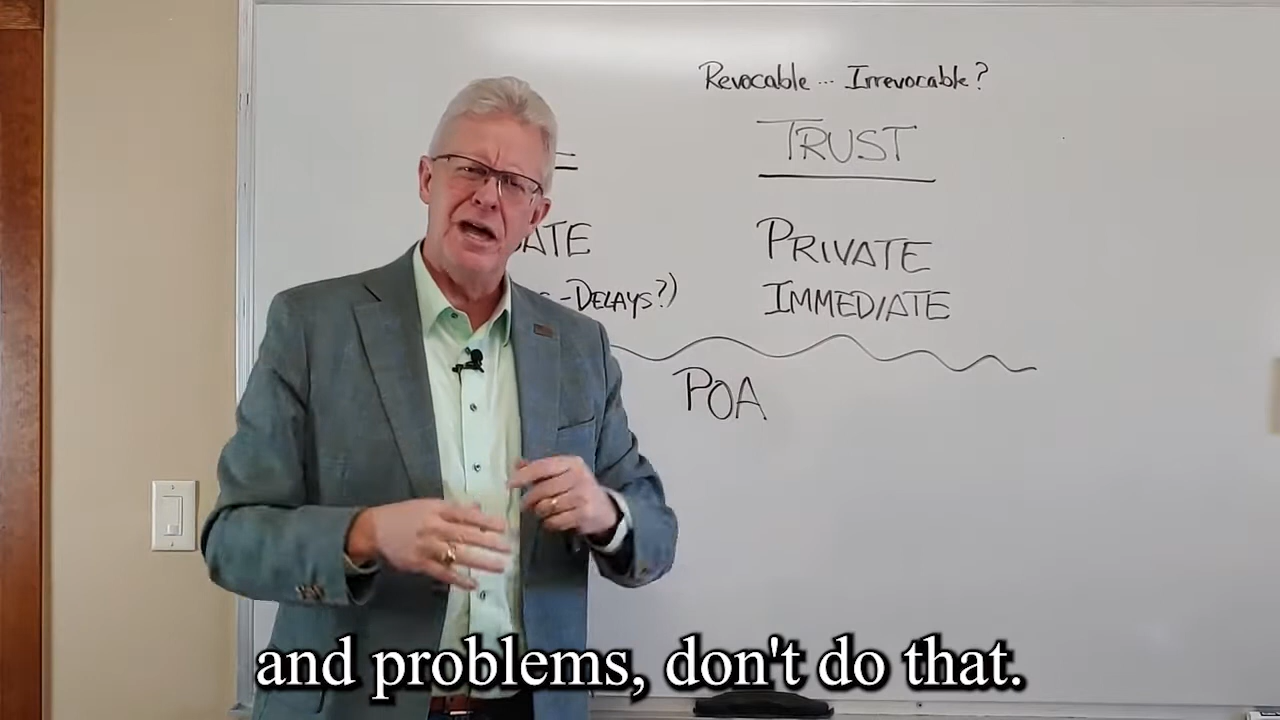 Revocable ... Irrevocable?
TRUST
ATE
PRIVATE
-DELAYS?)
IMMEDIATE
POA
and problems, don't do that.